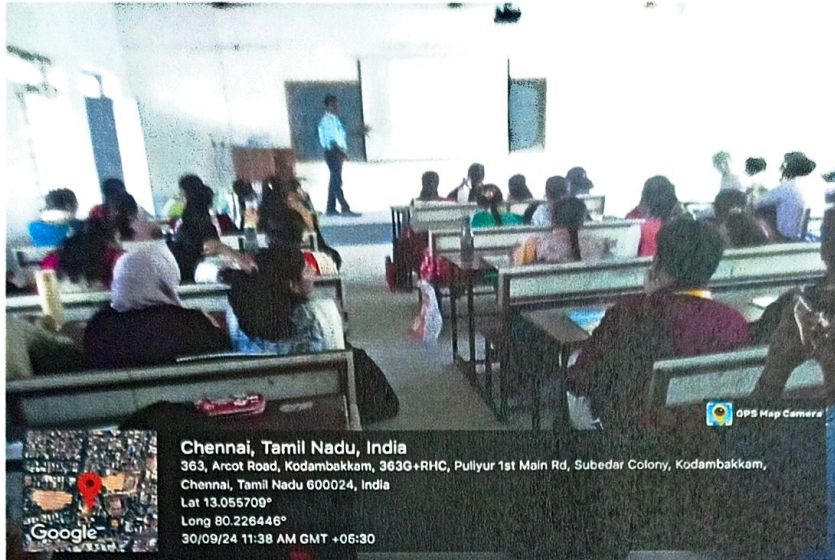 GPS Map Camera
Chennai, Tamil Nadu, India
363, Arcot Road, Kodambakkam, 363G+RHC, Puliyur 1st Main Rd, Subedar Colony, Kodambakkam,
Chennai, Tamil Nadu 600024, India
Lat 13.055709°
Long 80.226446°
30/09/24 11:38 AM GMT +05:30
Google